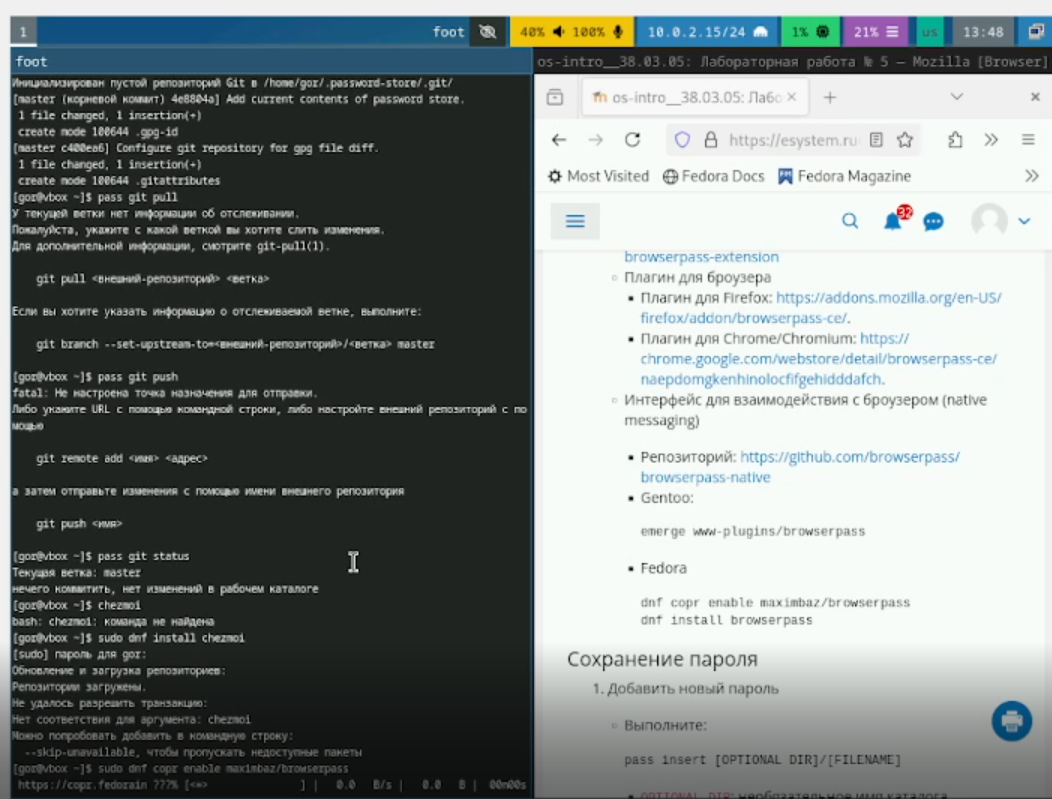 1
foot
40% 100%
10.0.2.15/24
1%
21%
us
13:48
foot
Инициализирован пустой репозиторий Git в /home/gor/.password-store/.git/
[master (корневой коммит) 4e8804a] Add current contents of password store.
1 file changed, 1 insertion(+)
create mode 100644 .gpg-id
[master c400ea6] Configure git repository for gpg file diff.
1 file changed, 1 insertion(+)
create mode 100644 .gitattributes
[gor@vbox ~]$ pass git pull
У текущей ветки нет информации об отслеживании.
Пожалуйста, укажите с какой веткой вы хотите слить изменения.
Для дополнительной информации, смотрите git-pull(1).
git pull <внешний-репозиторий> <ветка>
Если вы хотите указать информацию о отслеживаемой ветке, выполните:
git branch --set-upstream-to=<внешний-репозиторий>/<ветка> master
[gor@vbox ~]$ pass git push
fatal: Не настроена точка назначения для отправки.
Либо укажите URL с помощью командной строки, либо настройте внешний репозиторий с по
мощью
git remote add <имя> <адрес>
а затем отправьте изменения с помощью имени внешнего репозитория
git push <имя>
[gor@vbox ~]$ pass git status
Текущая ветка: master
нечего коммитить, нет изменений в рабочем каталоге
[gor@vbox ~]$ chezmoi
bash: chezmoi: команда не найдена
[gor@vbox ~]$ sudo dnf install chezmoi
[sudo] пароль для gor:
Обновление и загрузка репозиториев:
Репозитории загружены.
Не удалось разрешить транзакцию:
Нет соответствия для аргумента: chezmoi
Можно попробовать добавить в командную строку:
--skip-unavailable, чтобы пропускать недоступные пакеты
[gor@vbox ~]$ sudo dnf copr enable maximbaz/browserpass
https://copr.fedorain ???% [<=> ] | 0.0 B/s | 0.0 B | 00m00s
os-intro__38.03.05: Лабораторная работа № 5 — Mozilla [Browser]
os-intro__38.03.05: Лабо
https://esystem.ru
Most Visited Fedora Docs Fedora Magazine
32
browserpass-extension
Плагин для броузера
Плагин для Firefox: https://addons.mozilla.org/en-US/
firefox/addon/browserpass-ce/.
Плагин для Chrome/Chromium: https://
chrome.google.com/webstore/detail/browserpass-ce/
naepdomgkenhinolocfifgehidddafch.
Интерфейс для взаимодействия с броузером (native
messaging)
Репозиторий: https://github.com/browserpass/
browserpass-native
Gentoo:
emerge www-plugins/browserpass
Fedora
dnf copr enable maximbaz/browserpass
dnf install browserpass
Сохранение пароля
1. Добавить новый пароль
Выполните:
pass insert [OPTIONAL DIR]/[FILENAME]
OPTIONAL DIR: необязательное имя каталога